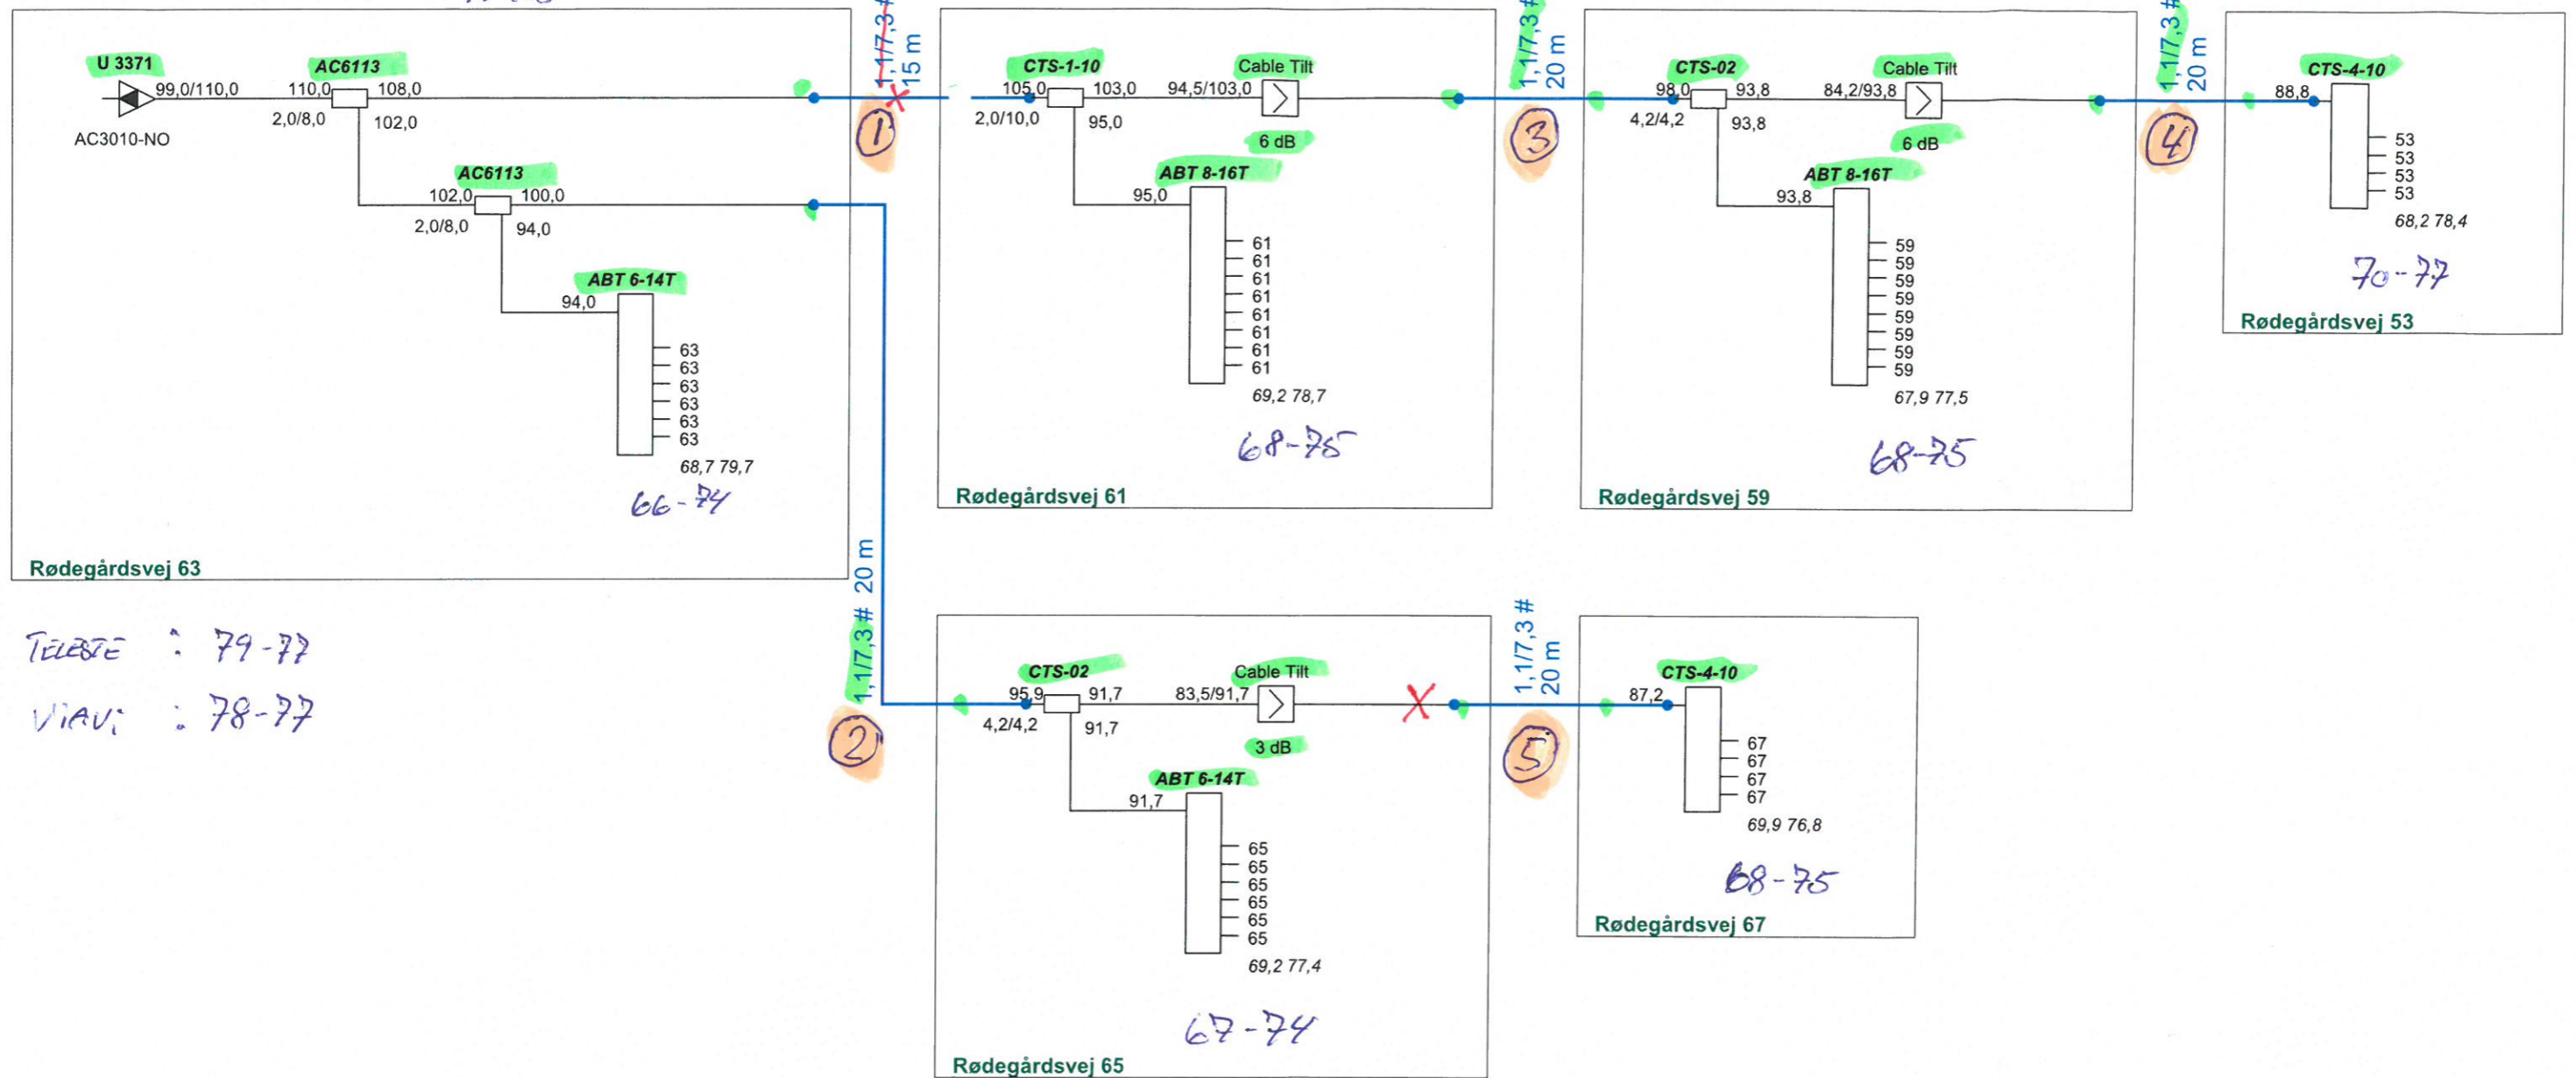 U 3371
99,0/110,0
AC3010-NO
AC6113
110,0
108,0
2,0/8,0
102,0
AC6113
102,0
100,0
2,0/8,0
94,0
ABT 6-14T
94,0
63
63
63
63
63
63
68,7 79,7
66-74
Rødegårdsvej 63
1,1/7,3#
15 m
1
CTS-1-10
105,0
103,0
2,0/10,0
95,0
94,5/103,0
Cable Tilt
6 dB
ABT 8-16T
95,0
61
61
61
61
61
61
61
61
69,2 78,7
68-75
Rødegårdsvej 61
1,1/7,3 #
20 m
3
CTS-02
98,0
93,8
4,2/4,2
93,8
84,2/93,8
Cable Tilt
6 dB
ABT 8-16T
93,8
59
59
59
59
59
59
59
59
67,9 77,5
68-75
Rødegårdsvej 59
1,1/7,3 #
20 m
4
CTS-4-10
88,8
53
53
53
53
68,2 78,4
70-77
Rødegårdsvej 53
TELESTE : 79-77
VIAVI : 78-77
1,1/7,3 # 20 m
2
CTS-02
95,9
91,7
4,2/4,2
91,7
83,5/91,7
Cable Tilt
3 dB
ABT 6-14T
91,7
65
65
65
65
65
65
69,2 77,4
67-74
Rødegårdsvej 65
1,1/7,3 #
20 m
5
CTS-4-10
87,2
67
67
67
67
69,9 76,8
68-75
Rødegårdsvej 67